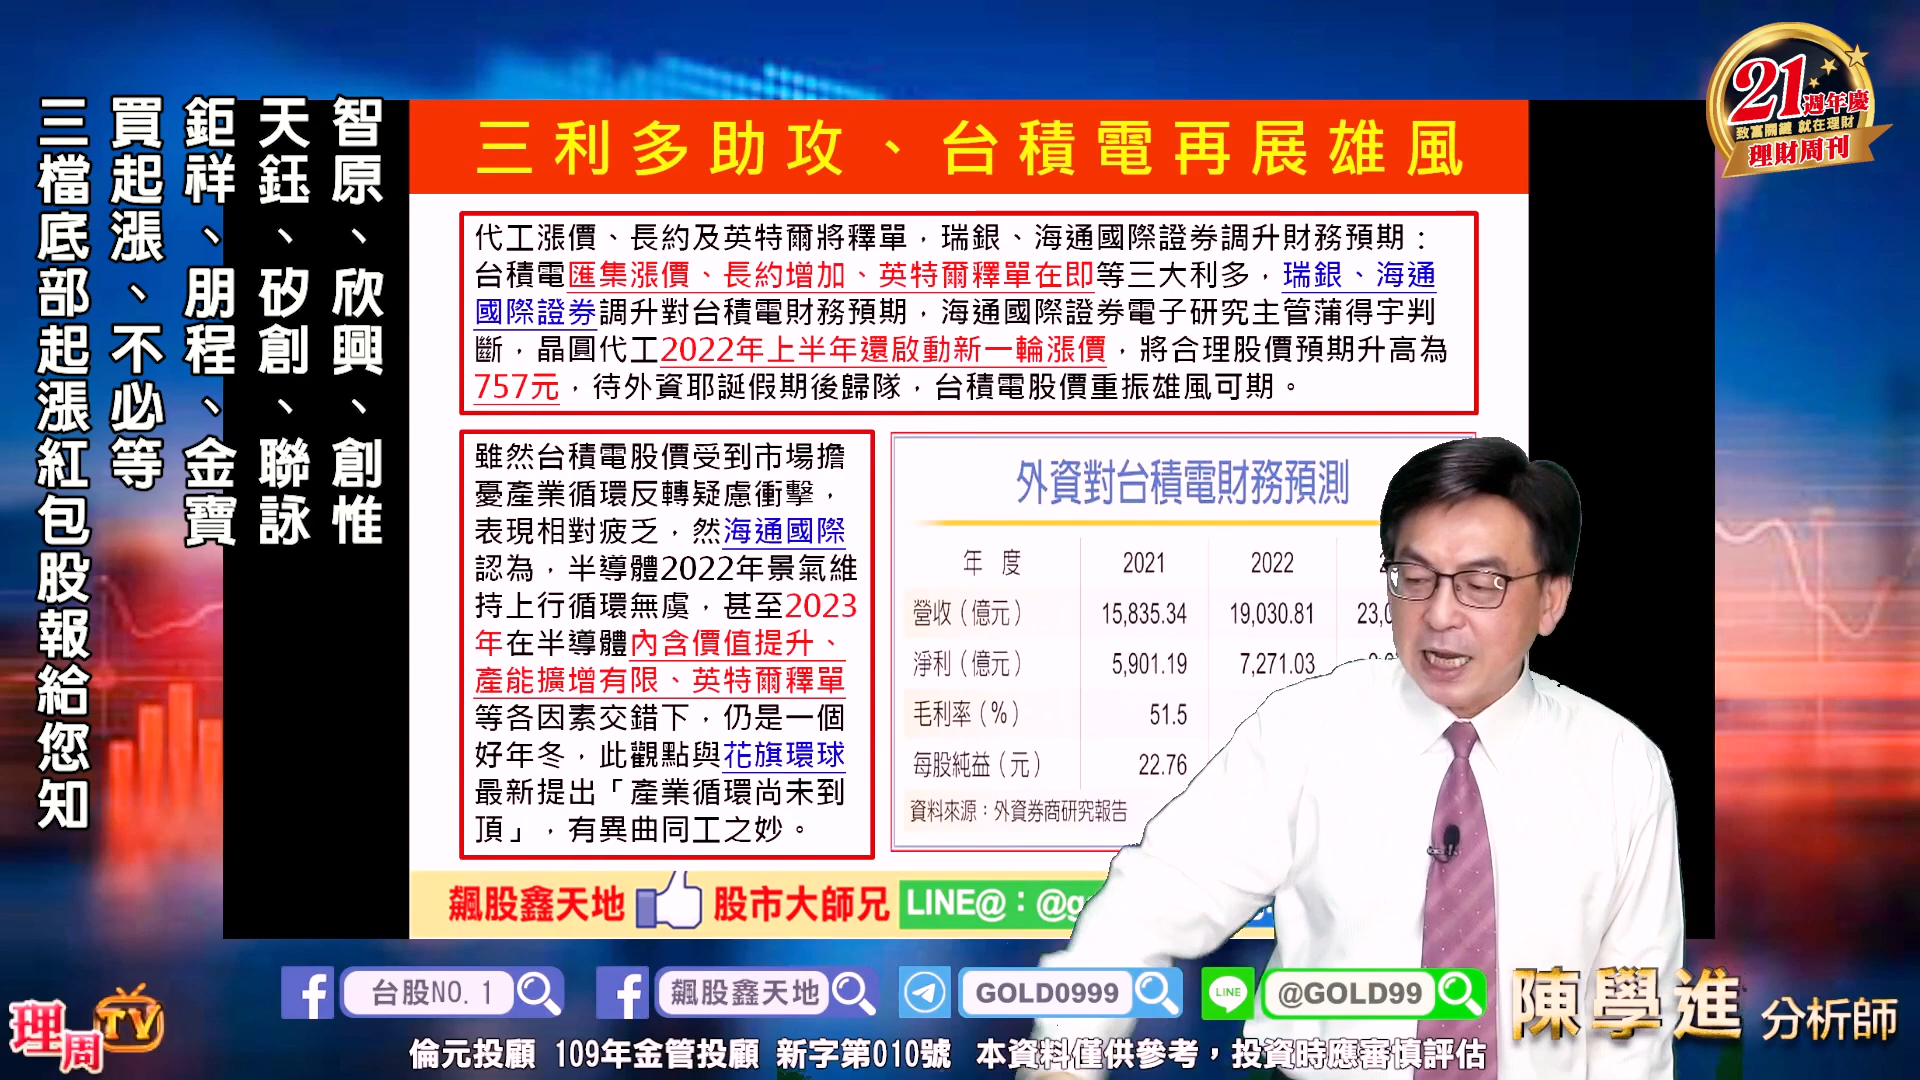 智原、欣興、創惟
天鈺、矽創、聯詠
鉅祥、朋程、金寶
買起漲、不必等
三檔底部起漲紅包股報給您知
三利多助攻、台積電再展雄風
代工漲價、長約及英特爾將釋單，瑞銀、海通國際證券調升財務預期：
台積電匯集漲價、長約增加、英特爾釋單在即等三大利多，瑞銀、海通
國際證券調升對台積電財務預期，海通國際證券電子研究主管蒲得宇判
斷，晶圓代工2022年上半年還啟動新一輪漲價，將合理股價預期升高為
757元，待外資耶誕假期後歸隊，台積電股價重振雄風可期。
雖然台積電股價受到市場擔
憂產業循環反轉疑慮衝擊，
表現相對疲乏，然海通國際
認為，半導體2022年景氣維
持上行循環無虞，甚至2023
年在半導體內含價值提升、
產能擴增有限、英特爾釋單
等各因素交錯下，仍是一個
好年冬，此觀點與花旗環球
最新提出「產業循環尚未到
頂」，有異曲同工之妙。
外資對台積電財務預測
年 度 2021 2022
營收（億元） 15,835.34 19,030.81 23,0
淨利（億元） 5,901.19 7,271.03
毛利率（%） 51.5
每股純益（元） 22.76
資料來源：外資券商研究報告
飆股鑫天地 股市大師兄 LINE@：@g
21週年慶
致富關鍵 就在理財
理財周刊
台股NO.1 飆股鑫天地 GOLD0999 LINE @GOLD99
陳學進 分析師
理周TV
倫元投顧 109年金管投顧 新字第010號 本資料僅供參考，投資時應審慎評估